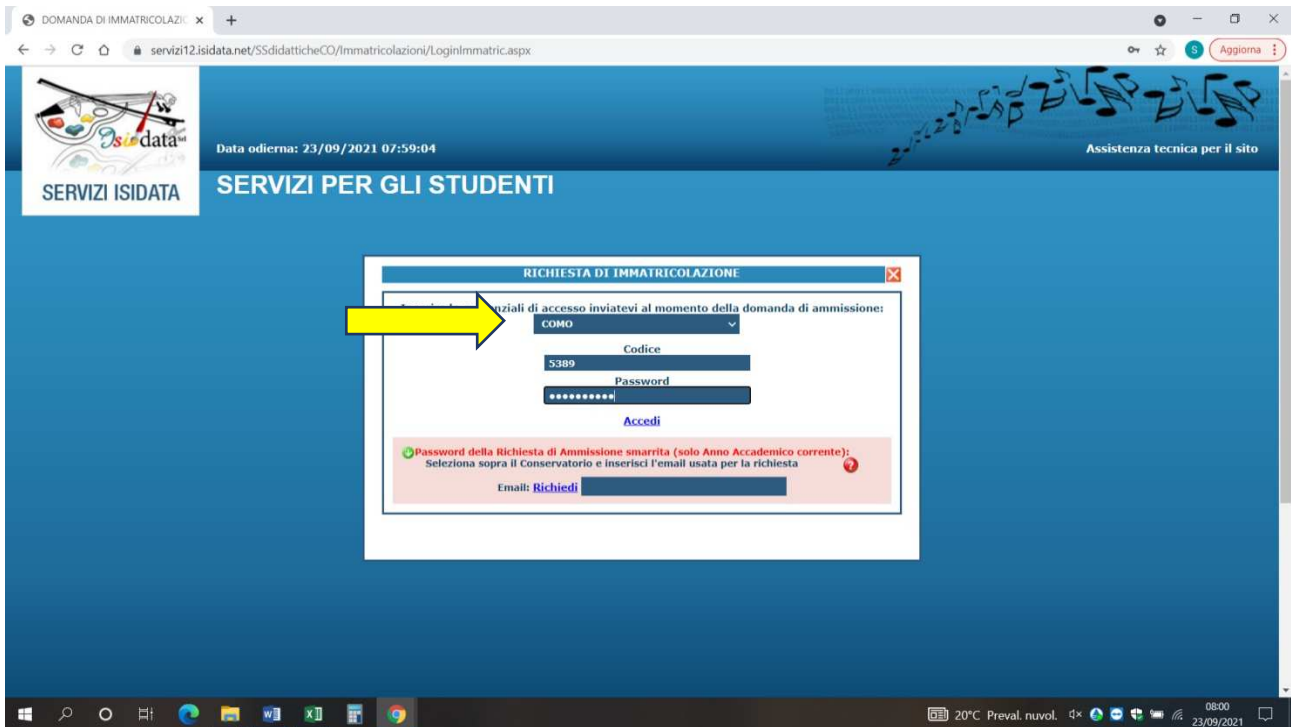 DOMANDA DI IMMATRICOLAZI
servizi12.isidata.net/SSdidatticheCO/Immatricolazioni/LoginImmatric.aspx
S
Aggiorna
Isidata srl
Data odierna: 23/09/2021 07:59:04
Assistenza tecnica per il sito
SERVIZI ISIDATA
SERVIZI PER GLI STUDENTI
RICHIESTA DI IMMATRICOLAZIONE
di accesso inviatevi al momento della domanda di ammissione:
COMO
Codice
5389
Password
••••••••••
Accedi
Password della Richiesta di Ammissione smarrita (solo Anno Accademico corrente):
Seleziona sopra il Conservatorio e inserisci l'email usata per la richiesta
Email: Richiedi
20°C Preval. nuvol.
08:00
23/09/2021